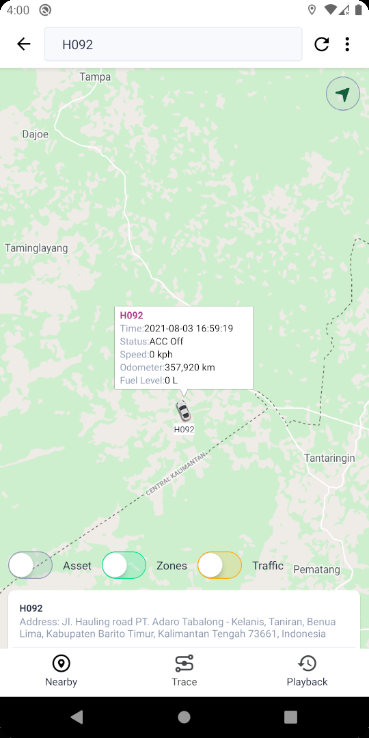 4:00
H092
Tampa
Dajoe
Taminglayang
H092
Time:2021-08-03 16:59:19
Status:ACC Off
Speed:0 kph
Odometer:357,920 km
Fuel Level:0 L
H092
CENTRAL KALIMANTAN
Tantaringin
Asset
Zones
Traffic
Pematang
H092
Address: Jl. Hauling road PT. Adaro Tabalong - Kelanis, Taniran, Benua
Lima, Kabupaten Barito Timur, Kalimantan Tengah 73661, Indonesia
Nearby
Trace
Playback